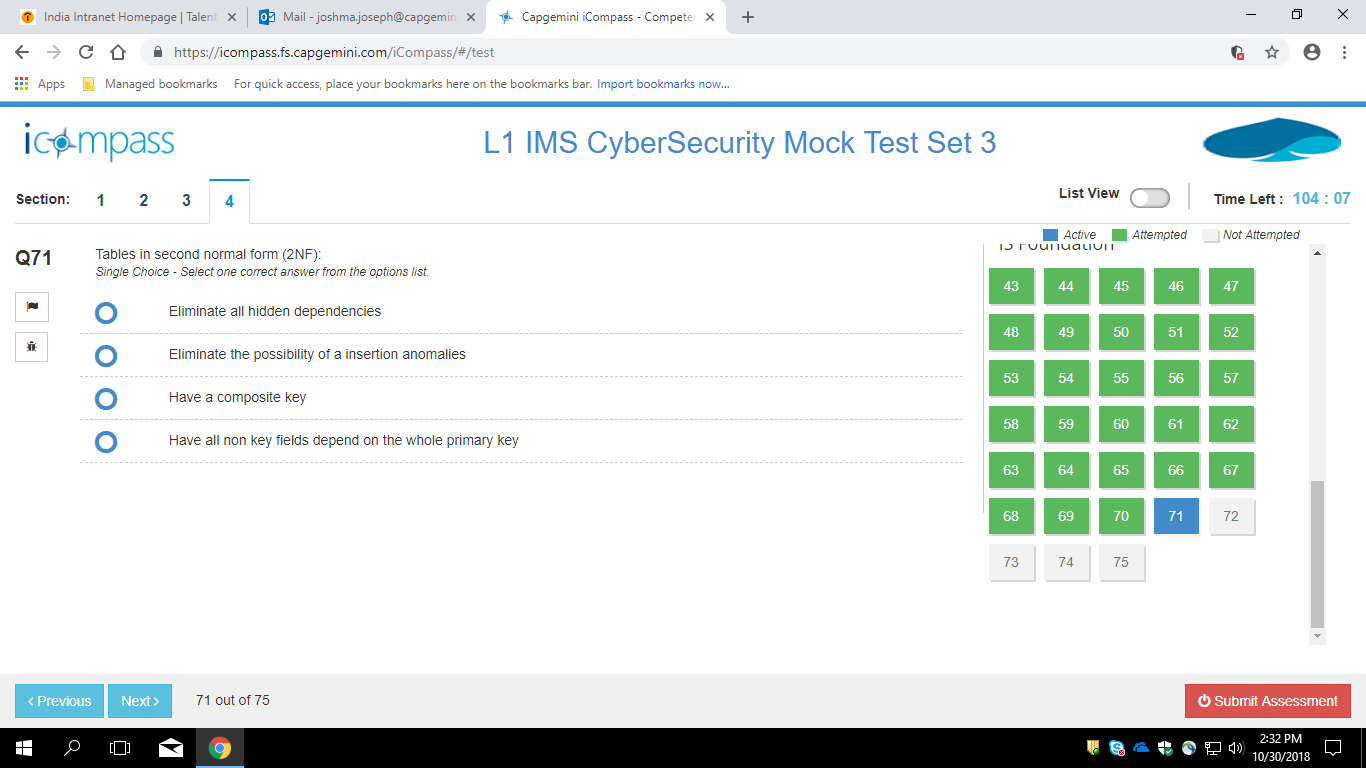 India Intranet Homepage | Talent
Mail - joshma.joseph@capgemin
Capgemini iCompass - Competen
https://icompass.fs.capgemini.com/iCompass/#/test
Apps
Managed bookmarks
For quick access, place your bookmarks here on the bookmarks bar. Import bookmarks now...
icompass
L1 IMS CyberSecurity Mock Test Set 3
Section: 1 2 3 4
List View
Time Left : 104 : 07
Active Attempted Not Attempted
IS Foundation
Q71
Tables in second normal form (2NF):
Single Choice - Select one correct answer from the options list.
Eliminate all hidden dependencies
Eliminate the possibility of a insertion anomalies
Have a composite key
Have all non key fields depend on the whole primary key
43 44 45 46 47
48 49 50 51 52
53 54 55 56 57
58 59 60 61 62
63 64 65 66 67
68 69 70 71 72
73 74 75
Previous
Next
71 out of 75
Submit Assessment
2:32 PM
10/30/2018